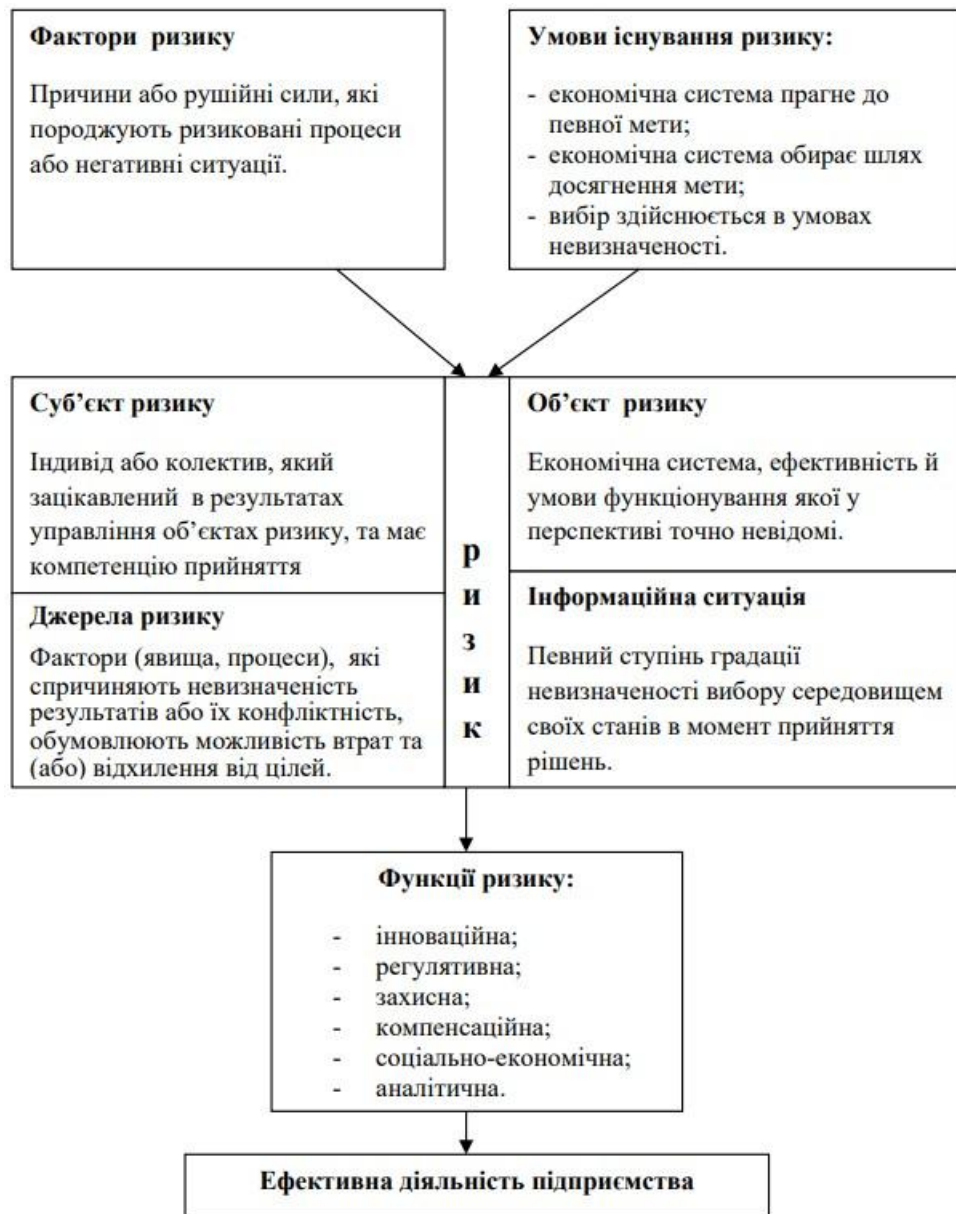 Фактори ризику
Причини або рушійні сили, які
породжують ризиковані процеси
або негативні ситуації.
Умови існування ризику:
- економічна система прагне до
певної мети;
- економічна система обирає шлях
досягнення мети;
- вибір здійснюється в умовах
невизначеності.
Суб’єкт ризику
Індивід або колектив, який
зацікавлений в результатах
управління об’єктах ризику, та має
компетенцію прийняття
Джерела ризику
Фактори (явища, процеси), які
спричиняють невизначеність
результатів або їх конфліктність,
обумовлюють можливість втрат та
(або) відхилення від цілей.
р
и
з
и
к
Об’єкт ризику
Економічна система, ефективність й
умови функціонування якої у
перспективі точно невідомі.
Інформаційна ситуація
Певний ступінь градації
невизначеності вибору середовищем
своїх станів в момент прийняття
рішень.
Функції ризику:
- інноваційна;
- регулятивна;
- захисна;
- компенсаційна;
- соціально-економічна;
- аналітична.
Ефективна діяльність підприємства